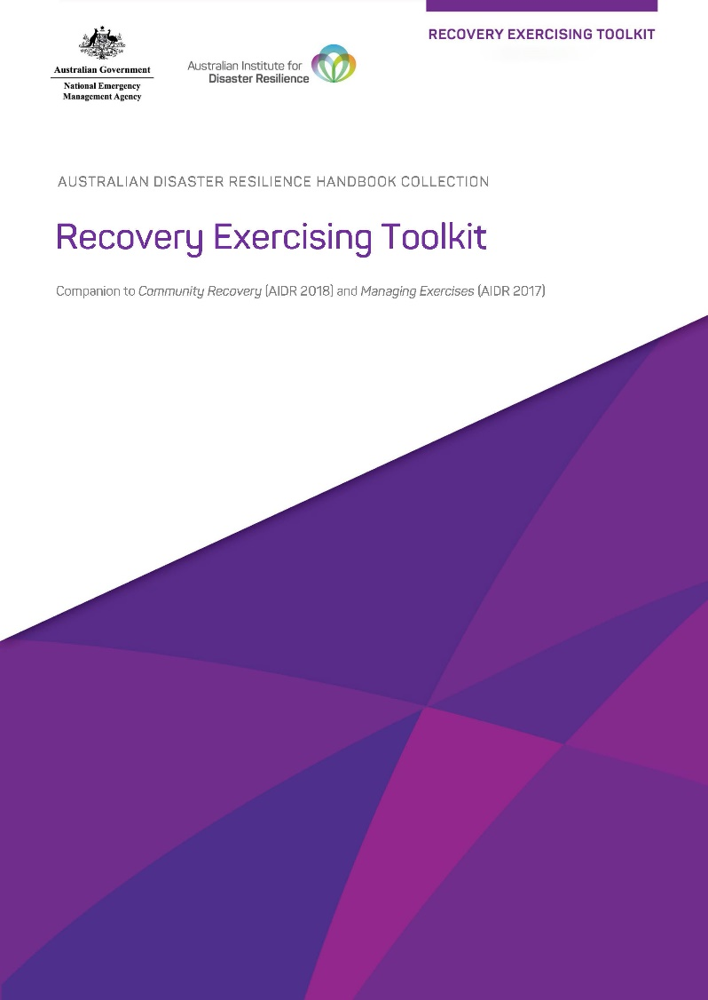 RECOVERY EXERCISING TOOLKIT
Australian Government
National Emergency
Management Agency
Australian Institute for
Disaster Resilience
AUSTRALIAN DISASTER RESILIENCE HANDBOOK COLLECTION
Recovery Exercising Toolkit
Companion to Community Recovery (AIDR 2018) and Managing Exercises (AIDR 2017)